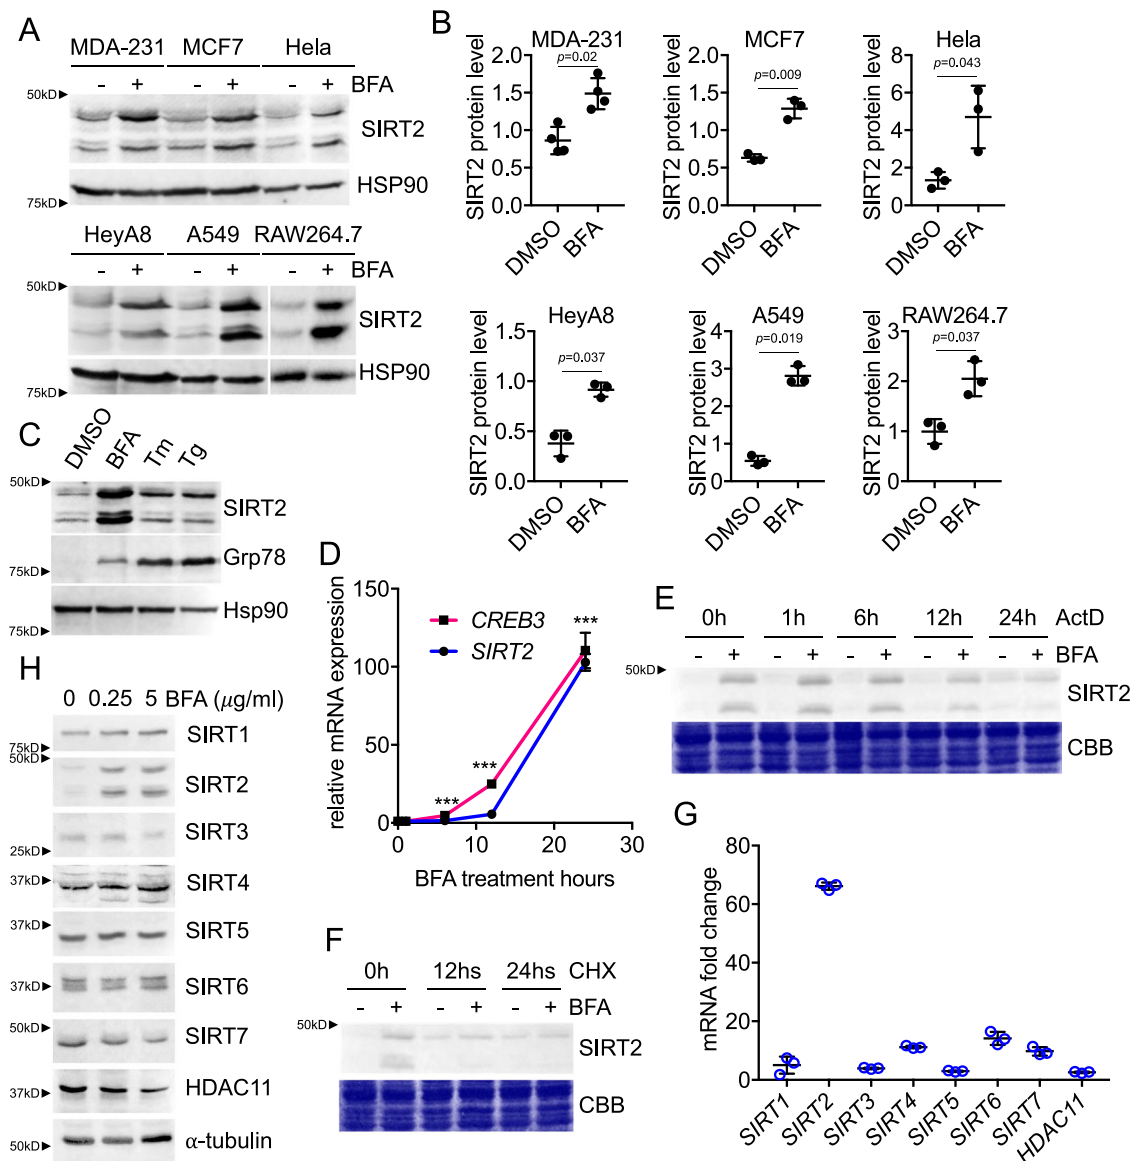 A
MDA-231 MCF7 Hela
- + - + - + BFA
50kD
SIRT2
HSP90
75kD
HeyA8 A549 RAW264.7
- + - + - + BFA
50kD
SIRT2
HSP90
75kD
B
MDA-231
SIRT2 protein level
2.0
1.5
1.0
0.5
0.0
p=0.02
DMSO
BFA
MCF7
SIRT2 protein level
2.0
1.5
1.0
0.5
0.0
p=0.009
DMSO
BFA
Hela
SIRT2 protein level
8
6
4
2
0
p=0.043
DMSO
BFA
HeyA8
SIRT2 protein level
1.5
1.0
0.5
0.0
p=0.037
DMSO
BFA
A549
SIRT2 protein level
4
3
2
1
0
p=0.019
DMSO
BFA
RAW264.7
SIRT2 protein level
3
2
1
0
p=0.037
DMSO
BFA
C
DMSO BFA Tm Tg
50kD
SIRT2
Grp78
75kD
Hsp90
75kD
D
relative mRNA expression
150
100
50
0
CREB3
SIRT2
***
***
***
0 10 20 30
BFA treatment hours
E
0h 1h 6h 12h 24h ActD
- + - + - + - + - + BFA
50kD
SIRT2
CBB
F
0h 12hs 24hs CHX
- + - + - + BFA
50kD
SIRT2
CBB
G
mRNA fold change
80
60
40
20
0
SIRT1
SIRT2
SIRT3
SIRT4
SIRT5
SIRT6
SIRT7
HDAC11
H
0 0.25 5 BFA (μg/ml)
SIRT1
75kD
50kD
SIRT2
SIRT3
25kD
37kD
SIRT4
37kD
SIRT5
SIRT6
37kD
50kD
SIRT7
HDAC11
37kD
α-tubulin
50kD